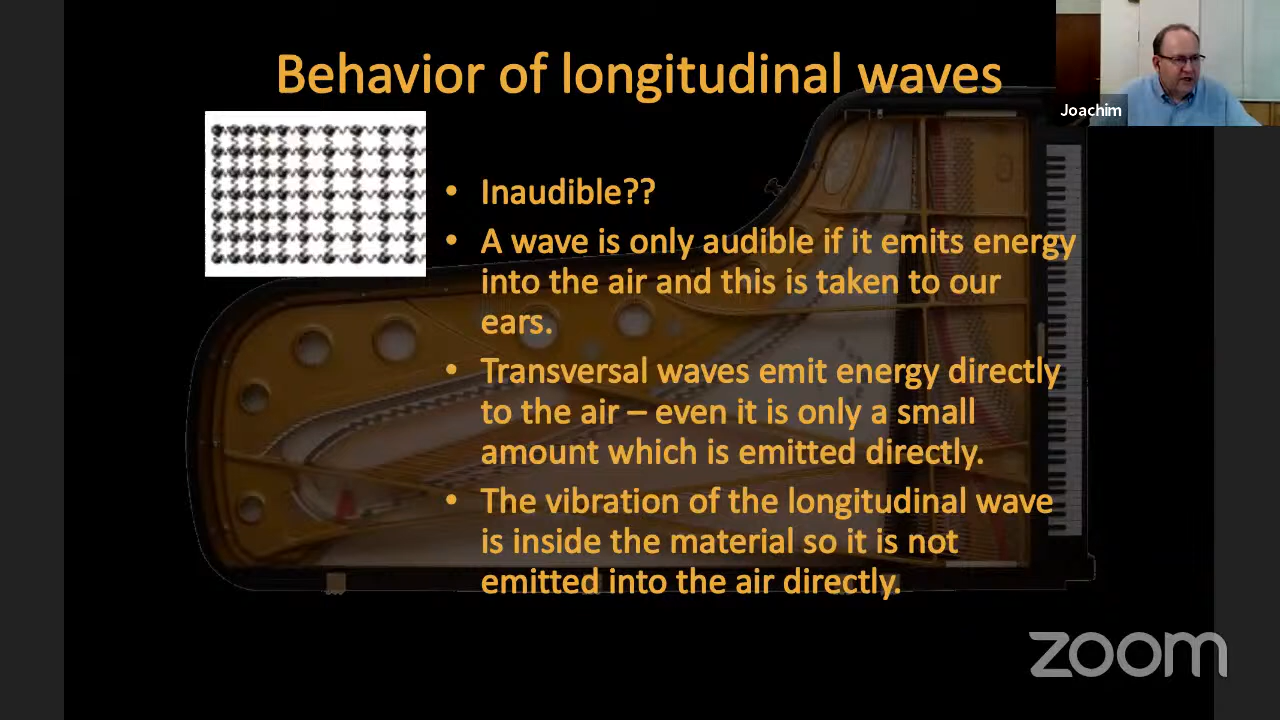 Behavior of longitudinal waves
Joachim
• Inaudible??
• A wave is only audible if it emits energy
into the air and this is taken to our
ears.
• Transversal waves emit energy directly
to the air – even it is only a small
amount which is emitted directly.
• The vibration of the longitudinal wave
is inside the material so it is not
emitted into the air directly.
zoom